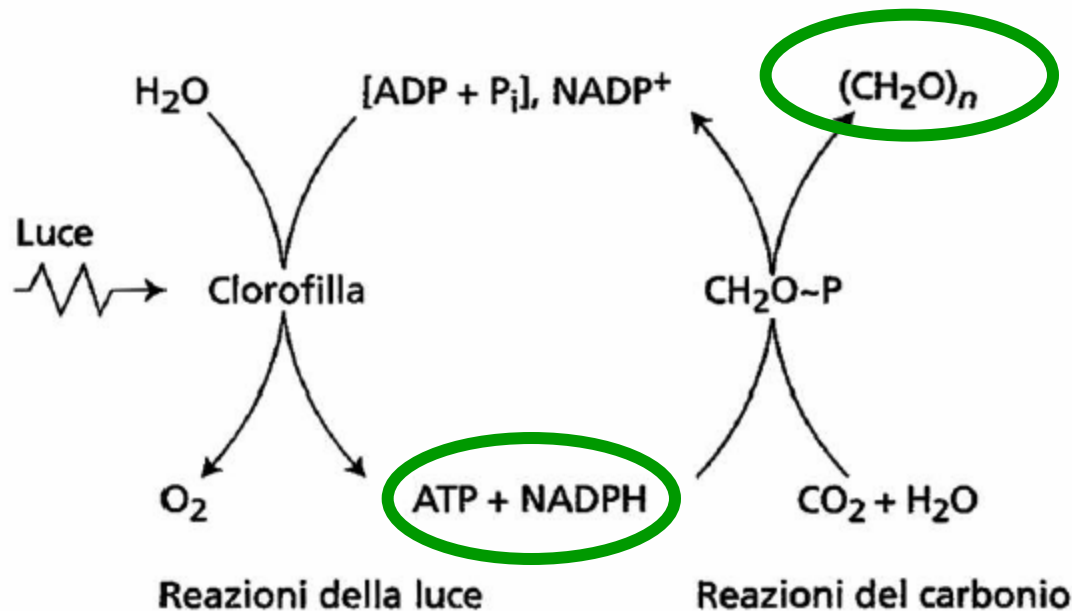 H₂O [ADP + Pᵢ], NADP⁺ (CH₂O)ₙ
Luce
Clorofilla CH₂O~P
O₂ ATP + NADPH CO₂ + H₂O
Reazioni della luce Reazioni del carbonio